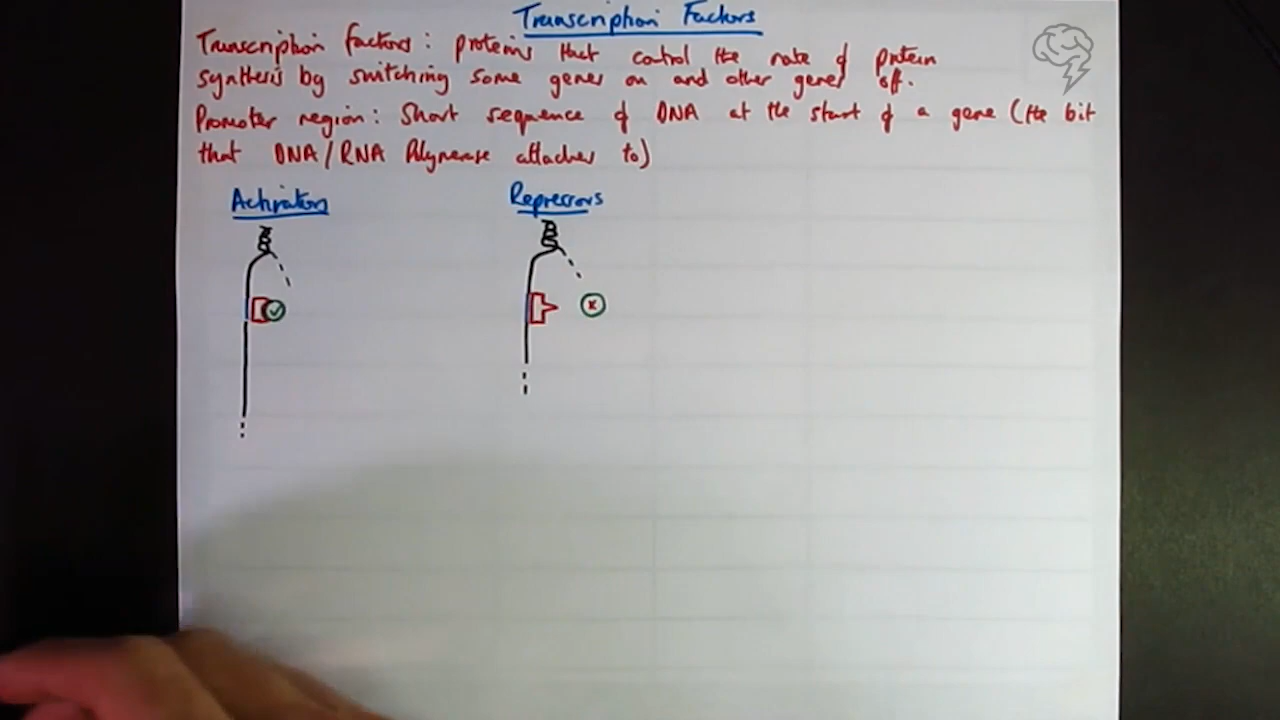 Transcription Factors
Transcription factors: proteins that control the rate of protein
synthesis by switching some genes on and other genes off.
Promoter region: Short sequence of DNA at the start of a gene (the bit
that DNA/RNA Polymerase attaches to)
Activation
Repressors